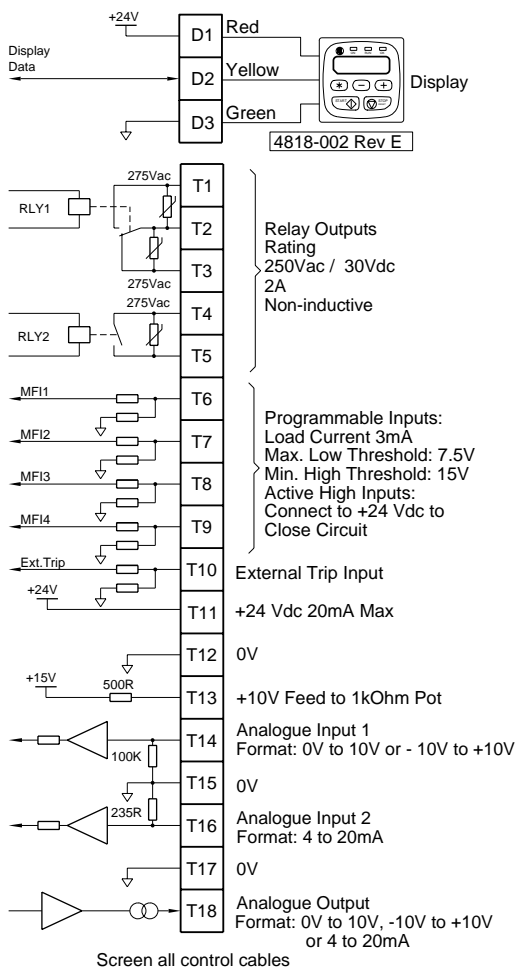 +24V
D1
Red
Display
Data
D2
Yellow
Display
D3
Green
4818-002 Rev E
275Vac
T1
RLY1
T2
Relay Outputs
Rating
250Vac / 30Vdc
2A
Non-inductive
T3
275Vac
275Vac
T4
RLY2
T5
MFI1
T6
Programmable Inputs:
Load Current 3mA
Max. Low Threshold: 7.5V
Min. High Threshold: 15V
Active High Inputs:
Connect to +24 Vdc to
Close Circuit
MFI2
T7
MFI3
T8
MFI4
T9
Ext.Trip
T10
External Trip Input
+24V
T11
+24 Vdc 20mA Max
T12
0V
+15V
500R
T13
+10V Feed to 1kOhm Pot
T14
Analogue Input 1
Format: 0V to 10V or - 10V to +10V
100K
T15
0V
235R
T16
Analogue Input 2
Format: 4 to 20mA
T17
0V
T18
Analogue Output
Format: 0V to 10V, -10V to +10V
or 4 to 20mA
Screen all control cables